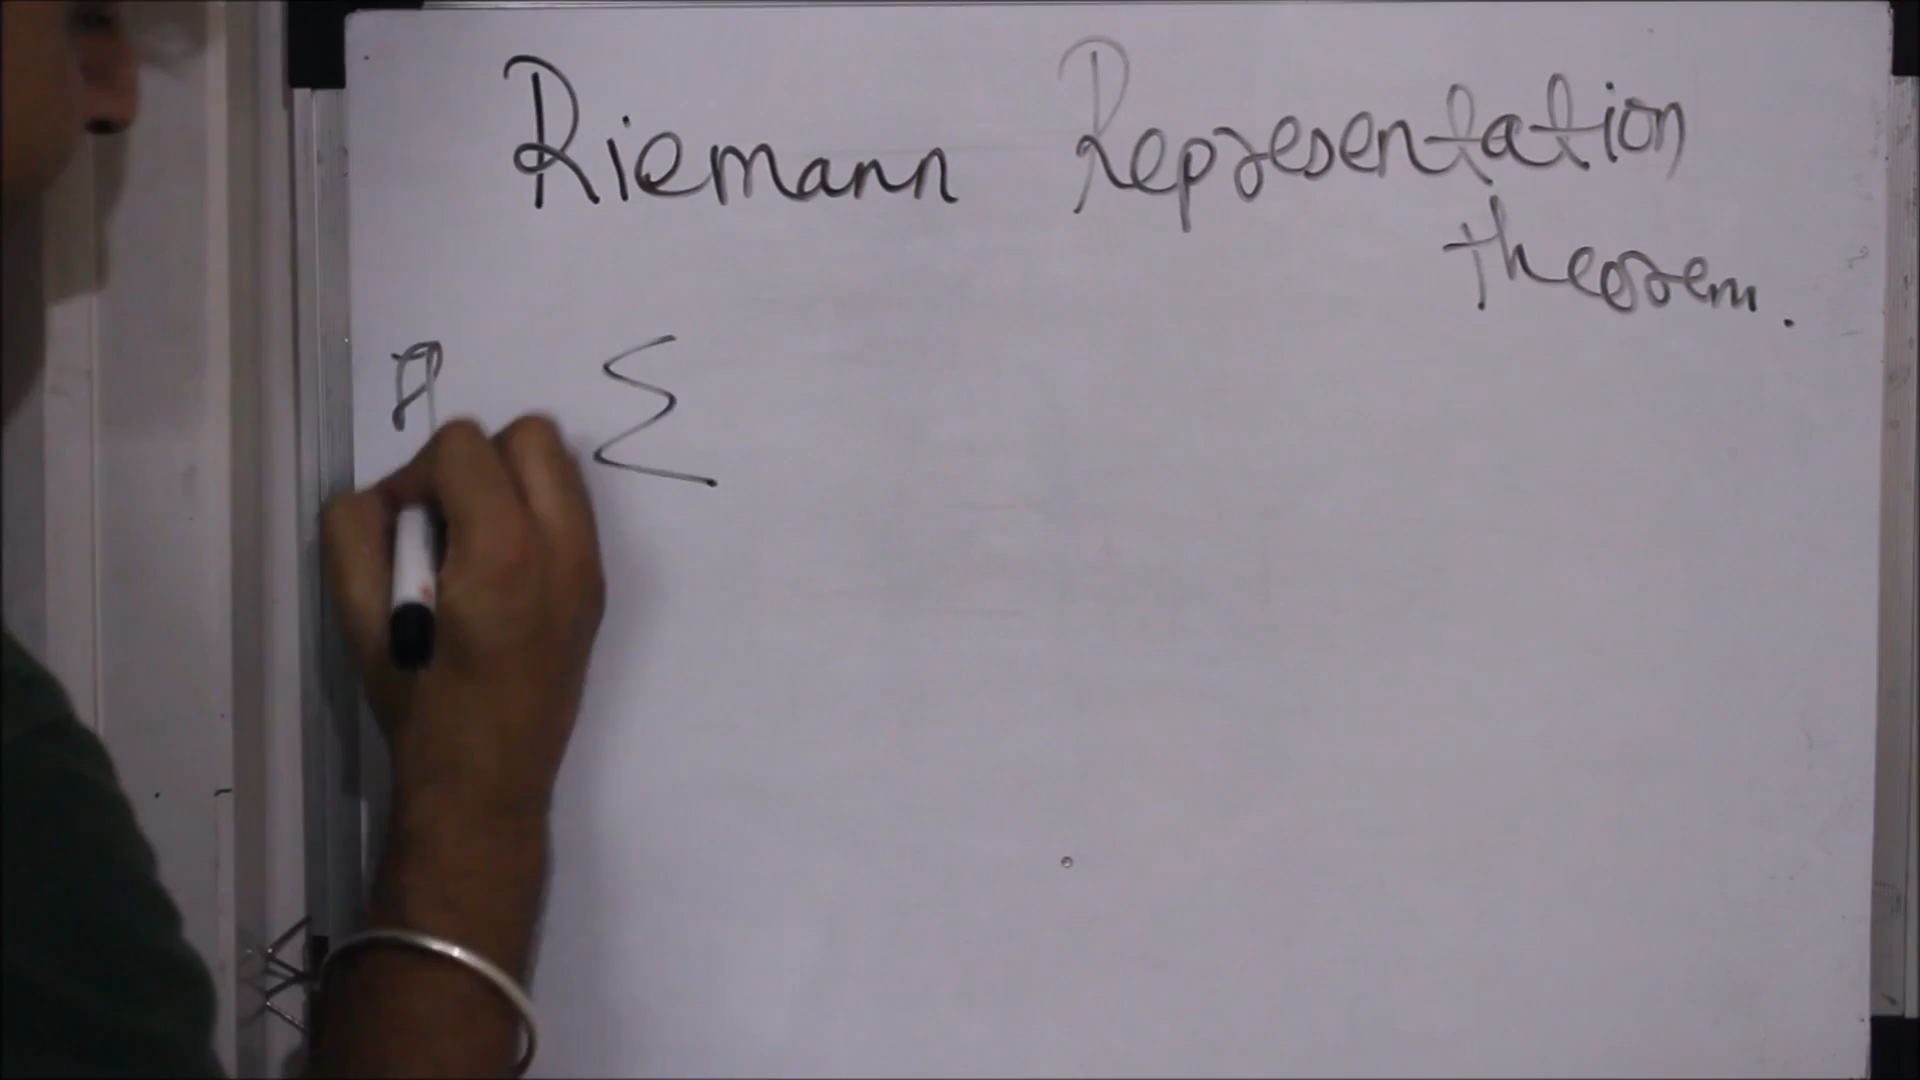 Riemann Representation
theorem.
Σ